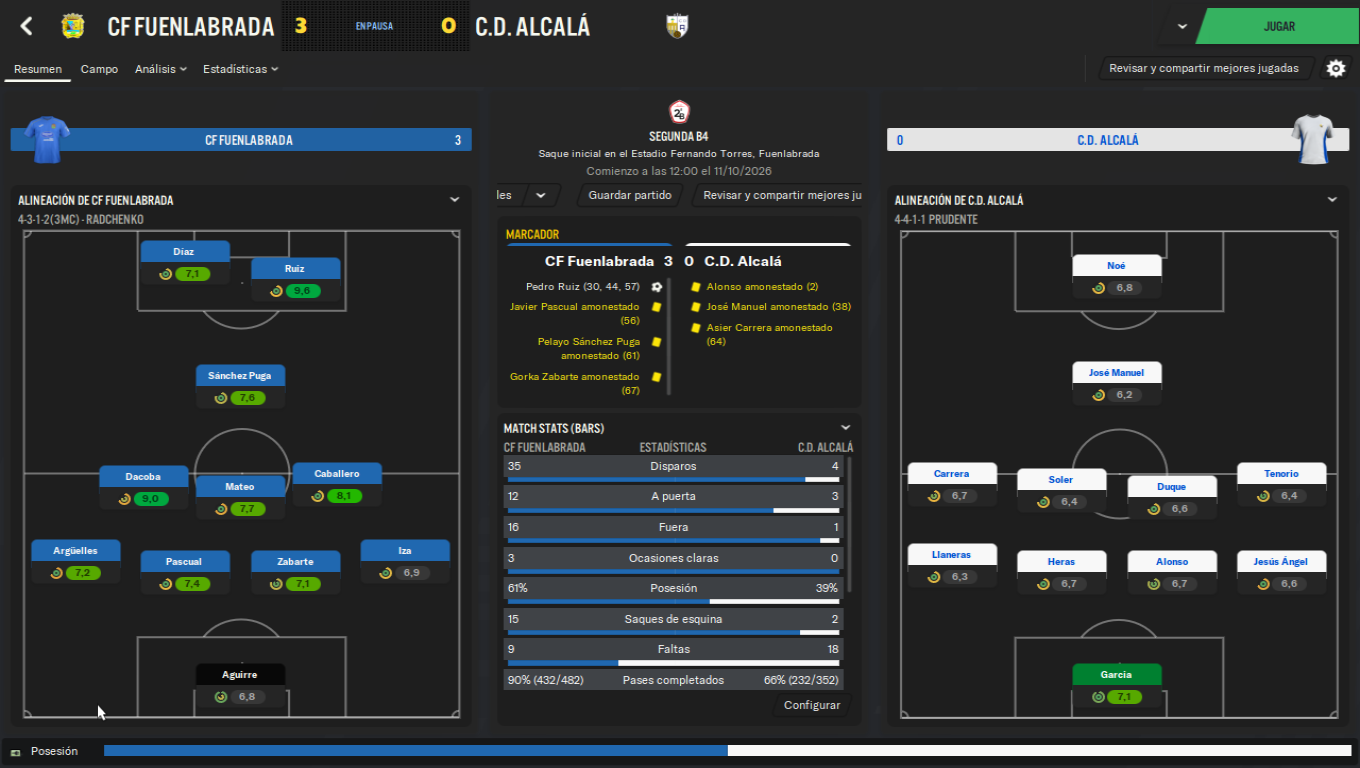 CF FUENLABRADA 3 EN PAUSA 0 C.D. ALCALÁ
JUGAR
Resumen Campo Análisis Estadísticas
Revisar y compartir mejores jugadas
CF FUENLABRADA 3
2B
SEGUNDA B4
Saque inicial en el Estadio Fernando Torres, Fuenlabrada
Comienzo a las 12:00 el 11/10/2026
les Guardar partido Revisar y compartir mejores ju
0 C.D. ALCALÁ
ALINEACIÓN DE CF FUENLABRADA
4-3-1-2(3MC) - RADCHENKO
Díaz
7,1
Ruiz
9,6
Sánchez Puga
7,6
Dacoba
9,0
Mateo
7,7
Caballero
8,1
Argüelles
7,2
Pascual
7,4
Zabarte
7,1
Iza
6,9
Aguirre
6,8
MARCADOR
CF Fuenlabrada 3 0 C.D. Alcalá
Pedro Ruiz (30, 44, 57)
Javier Pascual amonestado
(56)
Pelayo Sánchez Puga
amonestado (61)
Gorka Zabarte amonestado
(67)
Alonso amonestado (2)
José Manuel amonestado (38)
Asier Carrera amonestado
(64)
MATCH STATS (BARS)
CF FUENLABRADA ESTADÍSTICAS C.D. ALCALÁ
35 Disparos 4
12 A puerta 3
16 Fuera 1
3 Ocasiones claras 0
61% Posesión 39%
15 Saques de esquina 2
9 Faltas 18
90% (432/482) Pases completados 66% (232/352)
Configurar
ALINEACIÓN DE C.D. ALCALÁ
4-4-1-1 PRUDENTE
Noé
6,8
José Manuel
6,2
Carrera
6,7
Soler
6,4
Duque
6,6
Tenorio
6,4
Llaneras
6,3
Heras
6,7
Alonso
6,7
Jesús Ángel
6,6
Garcia
7,1
Posesión